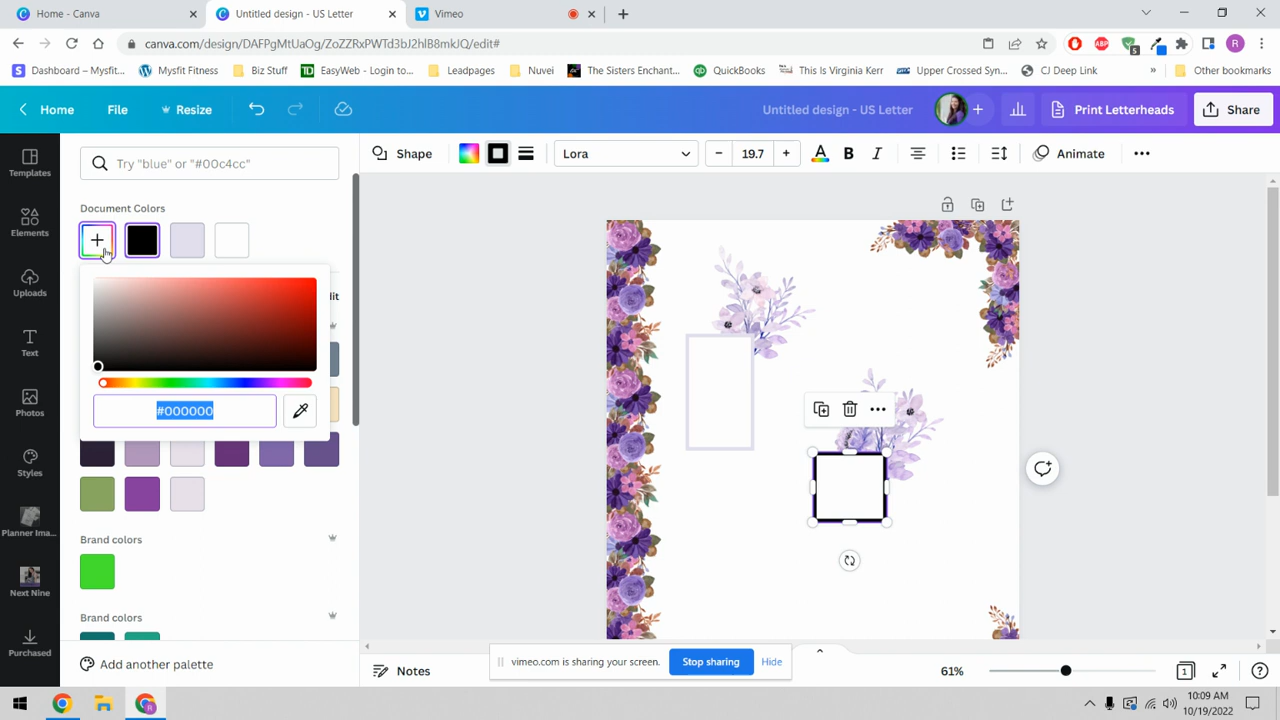 Home - Canva
Untitled design - US Letter
Vimeo
canva.com/design/DAFPgMtUaOg/ZoZZRxPWTd3bJ2hlB8mkJQ/edit#
Dashboard – Mysfit...
Mysfit Fitness
Biz Stuff
EasyWeb - Login to...
Leadpages
Nuvei
The Sisters Enchant...
QuickBooks
This Is Virginia Kerr
Upper Crossed Syn...
CJ Deep Link
»
Other bookmarks
Home
File
Resize
Untitled design - US Letter
Print Letterheads
Share
Templates
Elements
Uploads
Text
Photos
Styles
Planner Ima...
Next Nine
Purchased
Try "blue" or "#00c4cc"
Document Colors
#000000
Brand colors
Brand colors
Add another palette
Shape
Lora
19.7
A
B
I
Animate
Notes
vimeo.com is sharing your screen.
Stop sharing
Hide
61%
1
10:09 AM
10/19/2022